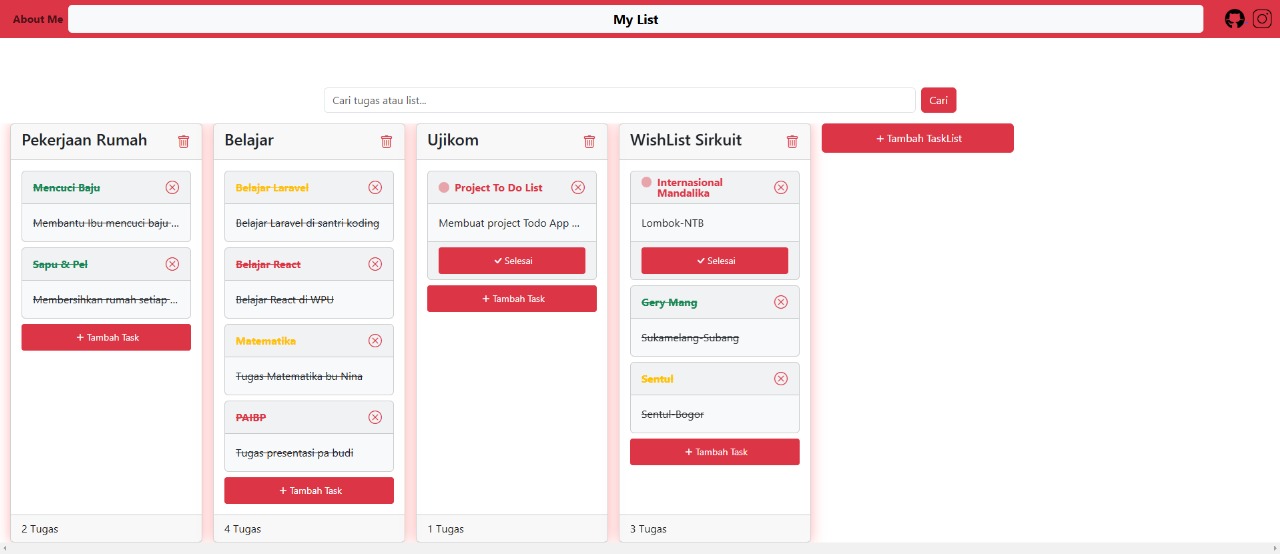 About Me
My List
Cari tugas atau list...
Cari
Pekerjaan Rumah
Mencuci Baju
Membantu Ibu mencuci baju ...
Sapu & Pel
Membersihkan rumah setiap ...
+ Tambah Task
2 Tugas
Belajar
Belajar Laravel
Belajar Laravel di santri koding
Belajar React
Belajar React di WPU
Matematika
Tugas Matematika bu Nina
PAIBP
Tugas presentasi pa budi
+ Tambah Task
4 Tugas
Ujikom
Project To Do List
Membuat project Todo App ...
✓ Selesai
+ Tambah Task
1 Tugas
WishList Sirkuit
Internasional
Mandalika
Lombok-NTB
✓ Selesai
Gery Mang
Sukamelang-Subang
Sentul
Sentul-Bogor
+ Tambah Task
3 Tugas
+ Tambah TaskList